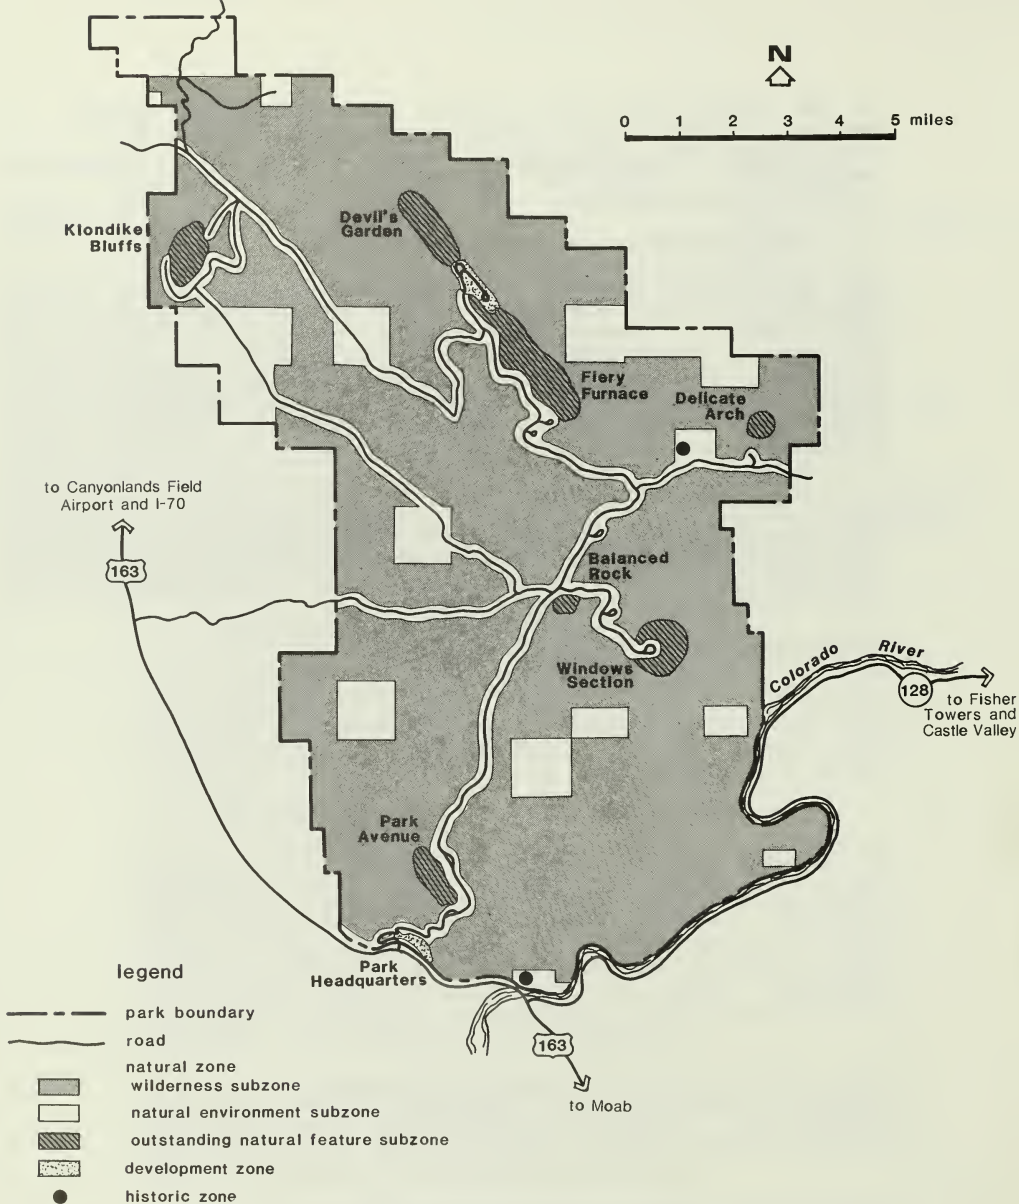 N
0 1 2 3 4 5 miles
Klondike
Bluffs
Devil's
Garden
Fiery
Furnace
Delicate
Arch
to Canyonlands Field
Airport and I-70
163
Balanced
Rock
Windows
Section
Colorado River
128
to Fisher
Towers and
Castle Valley
Park
Avenue
Park
Headquarters
163
to Moab
legend
park boundary
road
natural zone
wilderness subzone
natural environment subzone
outstanding natural feature subzone
development zone
historic zone